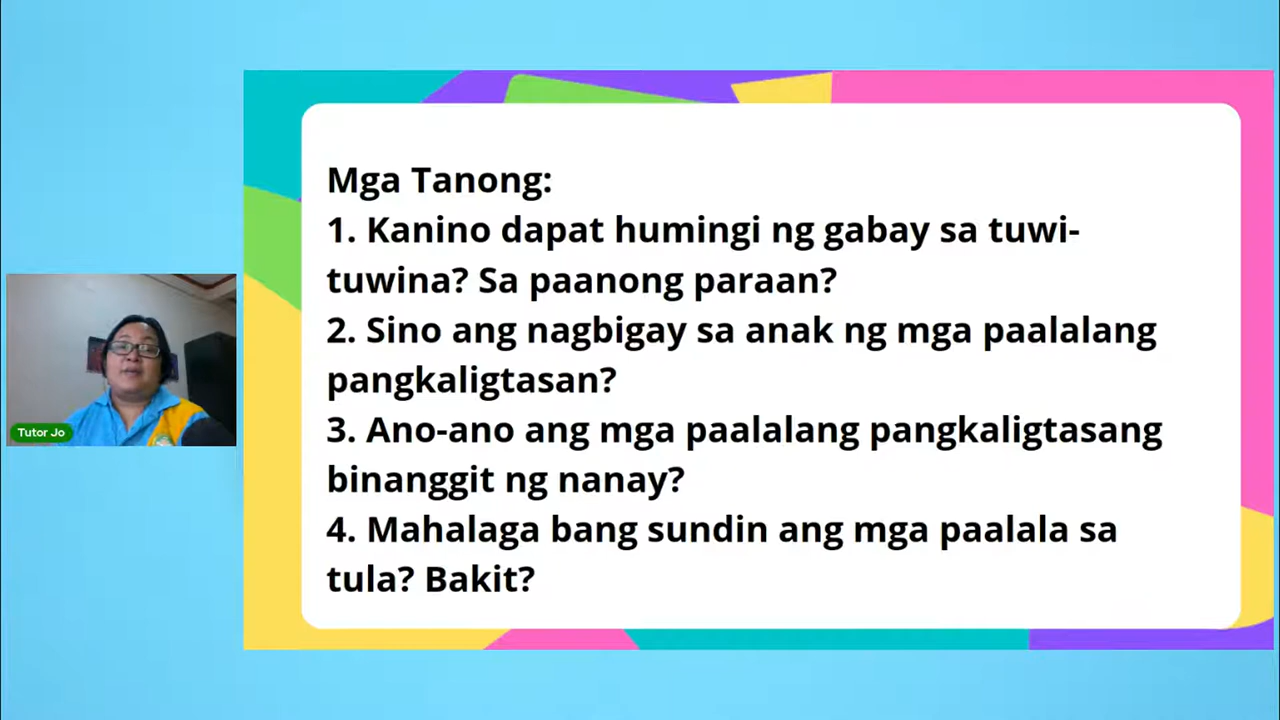 Mga Tanong:
1. Kanino dapat humingi ng gabay sa tuwi-
tuwina? Sa paanong paraan?
2. Sino ang nagbigay sa anak ng mga paalalang
pangkaligtasan?
3. Ano-ano ang mga paalalang pangkaligtasang
binanggit ng nanay?
4. Mahalaga bang sundin ang mga paalala sa
tula? Bakit?
Tutor Jo